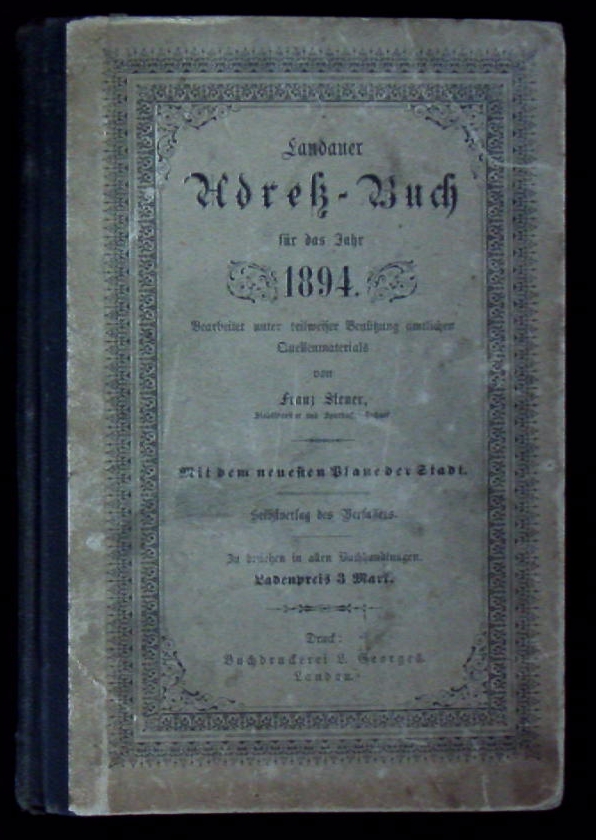 Landauer
Adreß-Buch
für das Jahr
1894.
Bearbeitet unter teilweiser Benützung amtlichen
Quellenmaterials
von
Franz Steuer,
Mit dem neuesten Plane der Stadt.
Selbstverlag des Verfassers.
Zu beziehen in allen Buchhandlungen.
Ladenpreis 3 Mark.
Druck:
Buchdruckerei L. Georges.
Landau.